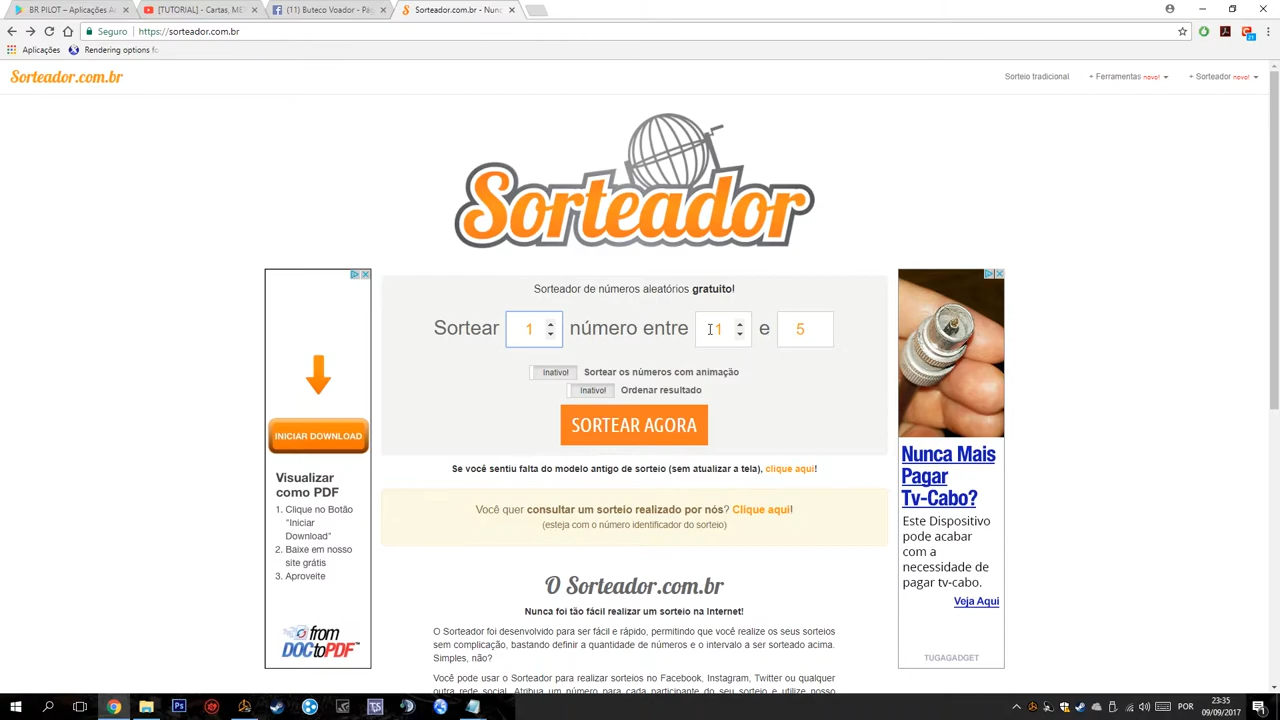 BR PILOT – Aplicações A
[TUTORIAL] - Cartas, ME
(11) Buteco Voador - Pá
Sorteador.com.br - Nu
Seguro
https://sorteador.com.br
21
Aplicações
Rendering options fo
Sorteador.com.br
Sorteio tradicional
+ Ferramentas novo!
+ Sorteador novo!
Sorteador
Sorteador de números aleatórios gratuito!
Sortear 1 número entre 1 e 5
Inativo! Sortear os números com animação
Inativo! Ordenar resultado
SORTEAR AGORA
Se você sentiu falta do modelo antigo de sorteio (sem atualizar a tela), clique aqui!
Você quer consultar um sorteio realizado por nós? Clique aqui!
(esteja com o número identificador do sorteio)
O Sorteador.com.br
Nunca foi tão fácil realizar um sorteio na Internet!
O Sorteador foi desenvolvido para ser fácil e rápido, permitindo que você realize os seus sorteios
sem complicação, bastando definir a quantidade de números e o intervalo a ser sorteado acima.
Simples, não?
Você pode usar o Sorteador para realizar sorteios no Facebook, Instagram, Twitter ou qualquer
outra rede social. Atribua um número para cada participante do seu sorteio e utilize nosso
INICIAR DOWNLOAD
Visualizar
como PDF
1. Clique no Botão
"Iniciar
Download"
2. Baixe em nosso
site grátis
3. Aproveite
from
DOCtoPDF™
Nunca Mais
Pagar
Tv-Cabo?
Este Dispositivo
pode acabar
com a
necessidade de
pagar tv-cabo.
Veja Aqui
TUGAGADGET
POR
23:35
09/09/2017
1